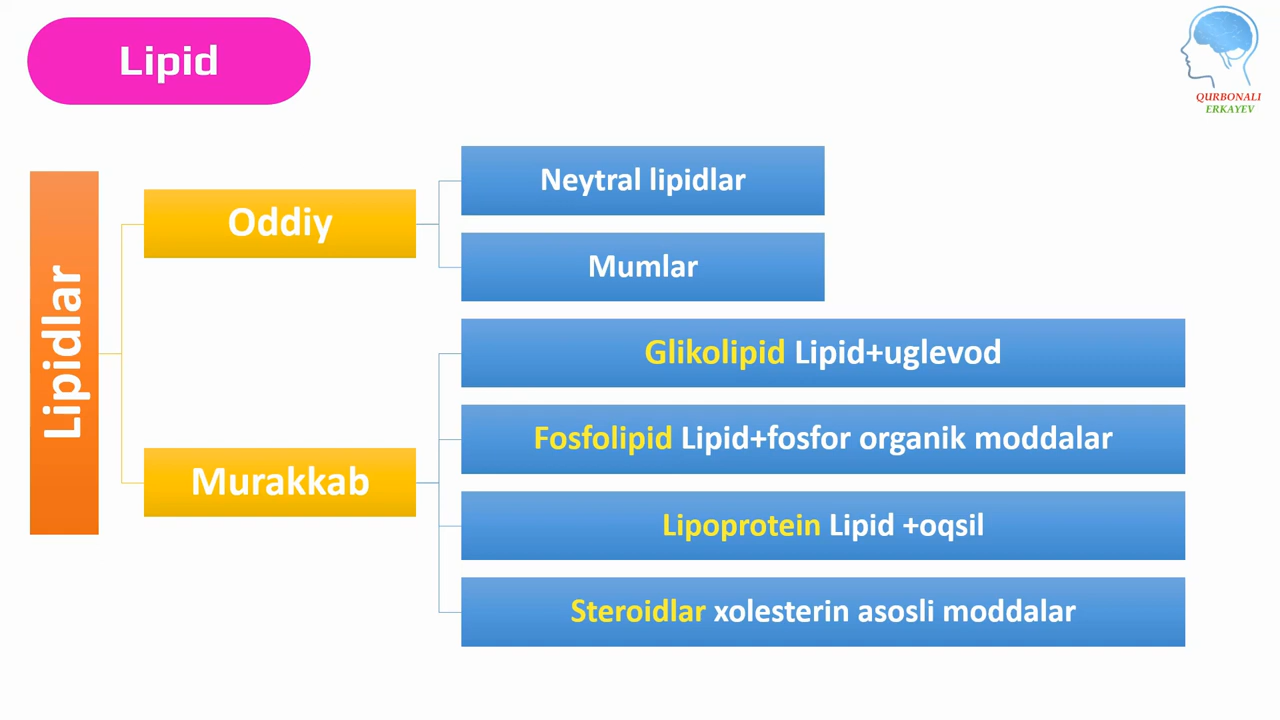 Lipid
QURBONALI
ERKAYEV
Lipidlar
Oddiy
Neytral lipidlar
Mumlar
Murakkab
Glikolipid Lipid+uglevod
Fosfolipid Lipid+fosfor organik moddalar
Lipoprotein Lipid +oqsil
Steroidlar xolesterin asosli moddalar